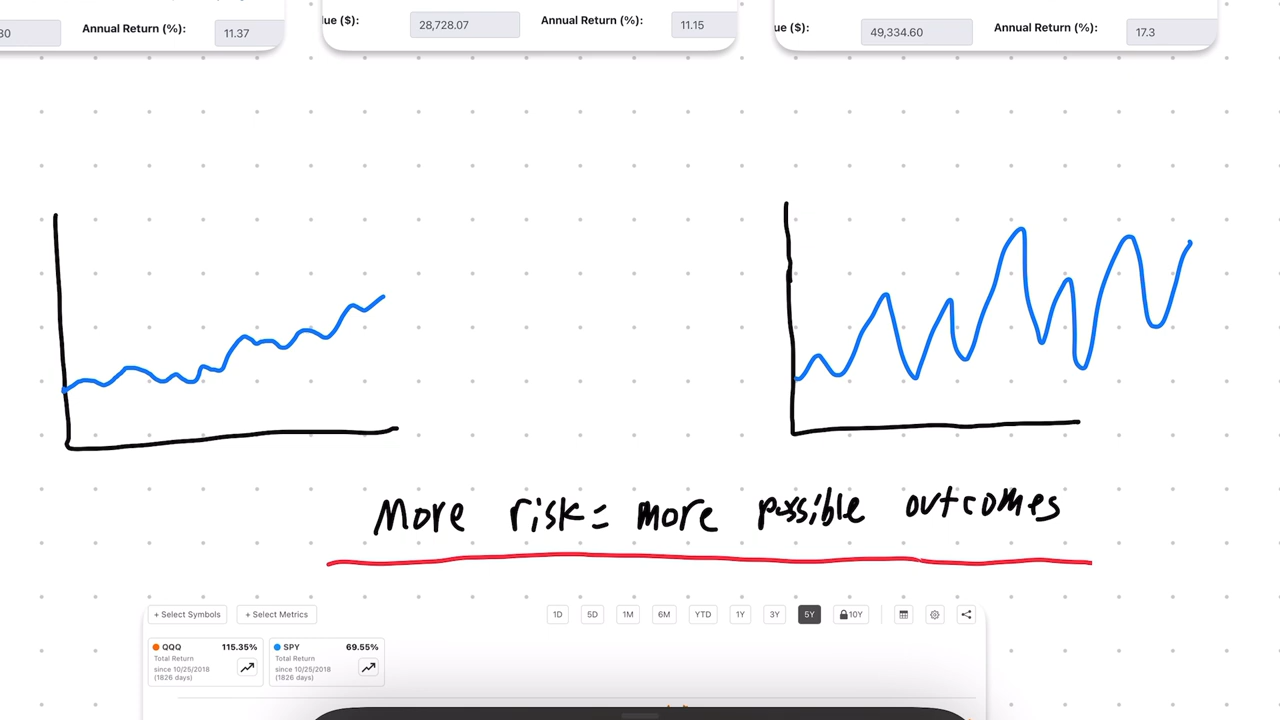 30 Annual Return (%): 11.37
lue ($): 28,728.07 Annual Return (%): 11.15
ue ($): 49,334.60 Annual Return (%): 17.3
More risk = more possible outcomes
+ Select Symbols + Select Metrics 1D 5D 1M 6M YTD 1Y 3Y 5Y 10Y
QQQ 115.35%
Total Return
since 10/25/2018
(1826 days)
SPY 69.55%
Total Return
since 10/25/2018
(1826 days)